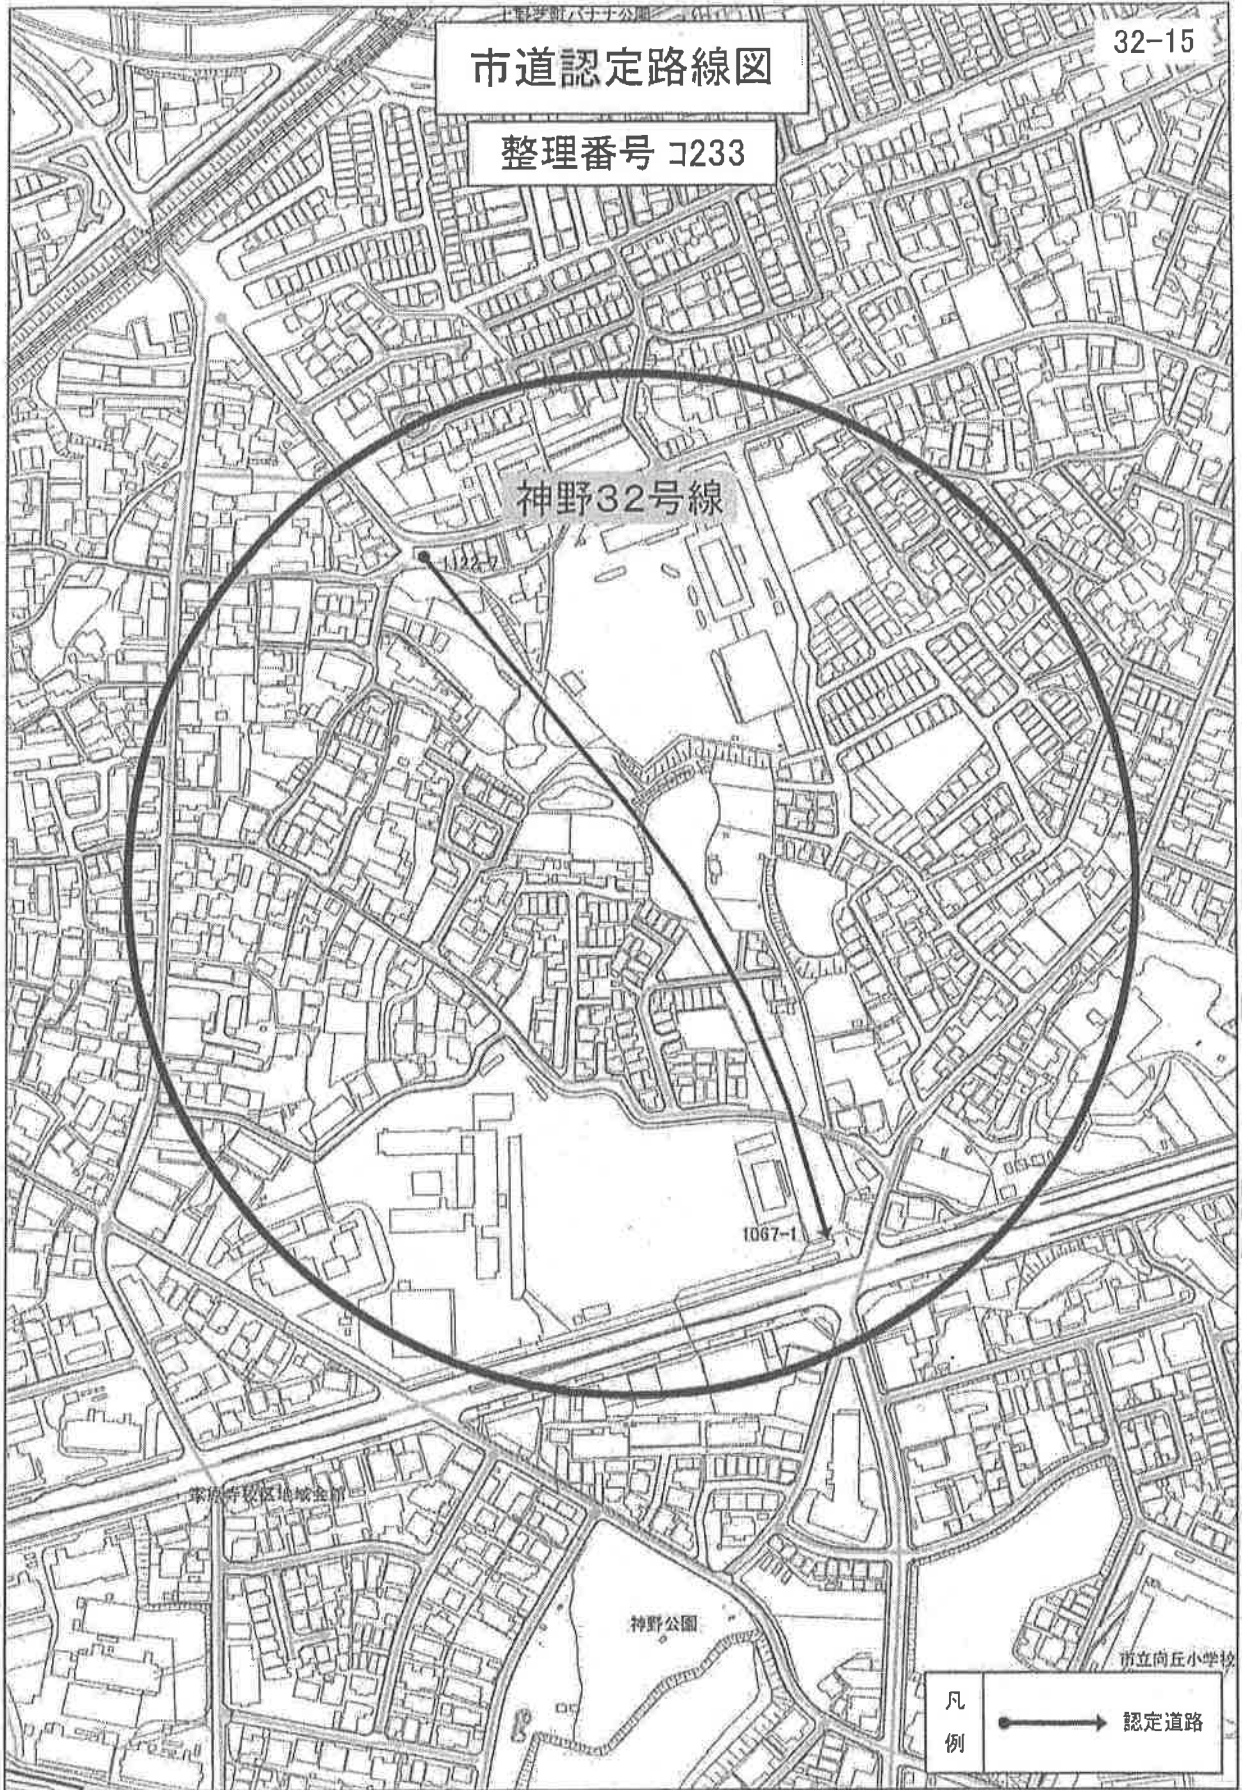 市道認定路線図
32-15
整理番号 コ233
神野32号線
1122-7
1067-1
神野公園
市立向丘小学校
凡例
認定道路